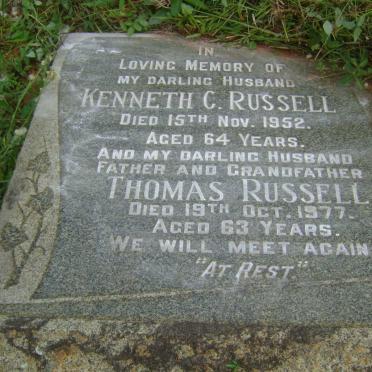 IN
LOVING MEMORY OF
MY DARLING HUSBAND
KENNETH C. RUSSELL
DIED 15TH NOV. 1952.
AGED 64 YEARS.
AND MY DARLING HUSBAND
FATHER AND GRANDFATHER
THOMAS RUSSELL
DIED 19TH OCT. 1977.
AGED 63 YEARS.
WE WILL MEET AGAIN
"AT REST."